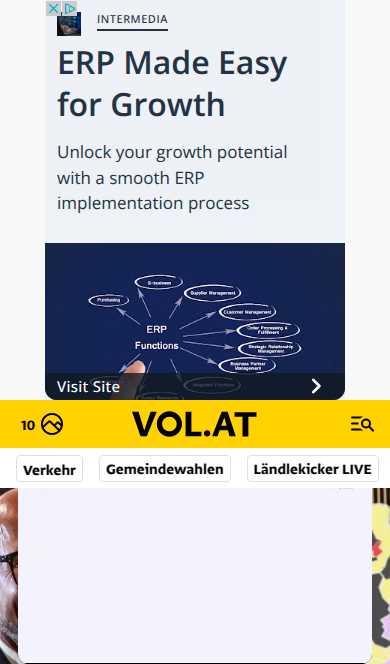 INTERMEDIA
ERP Made Easy
for Growth
Unlock your growth potential
with a smooth ERP
implementation process
E-business
Purchasing
Supplier Management
Customer Management
ERP
Functions
Order Processing &
Fulfillment
Strategic Relationship
Management
Business Partner
Management
Visit Site
10
VOL.AT
Verkehr
Gemeindewahlen
Ländlekicker LIVE